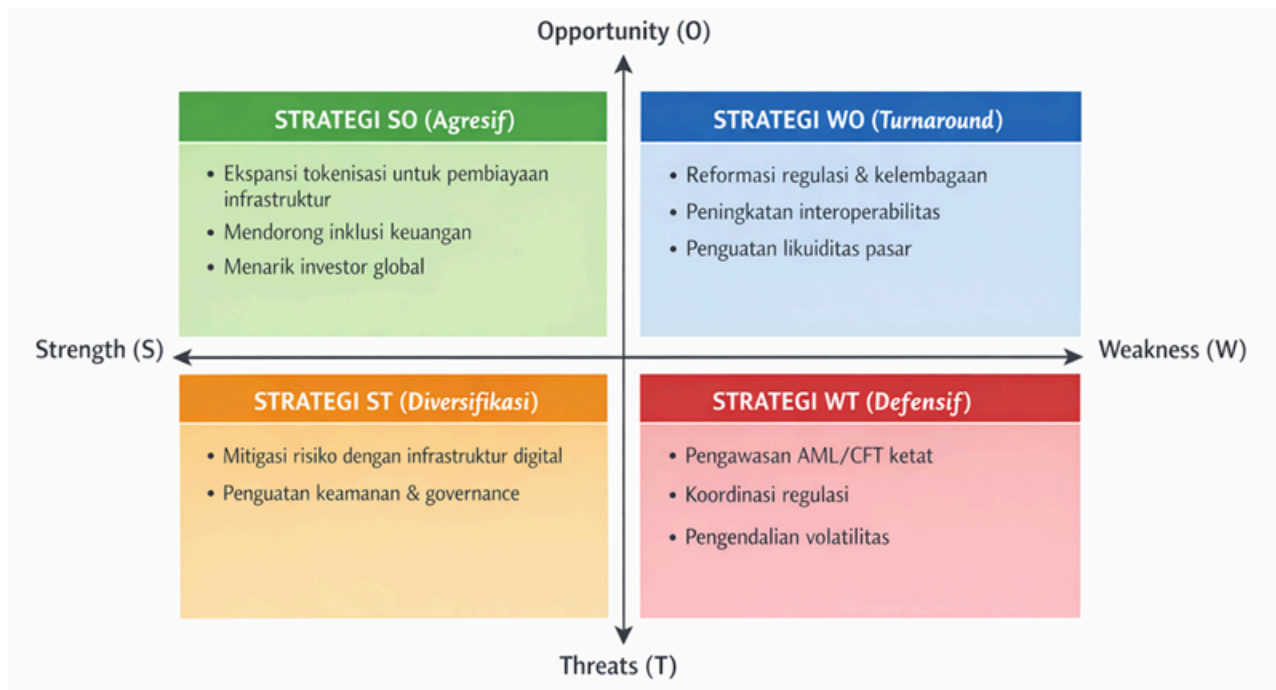 Opportunity (O)
STRATEGI SO (Agresif)
• Ekspansi tokenisasi untuk pembiayaan
infrastruktur
• Mendorong inklusi keuangan
• Menarik investor global
STRATEGI WO (Turnaround)
• Reformasi regulasi & kelembagaan
• Peningkatan interoperabilitas
• Penguatan likuiditas pasar
Strength (S)
Weakness (W)
STRATEGI ST (Diversifikasi)
• Mitigasi risiko dengan infrastruktur digital
• Penguatan keamanan & governance
STRATEGI WT (Defensif)
• Pengawasan AML/CFT ketat
• Koordinasi regulasi
• Pengendalian volatilitas
Threats (T)